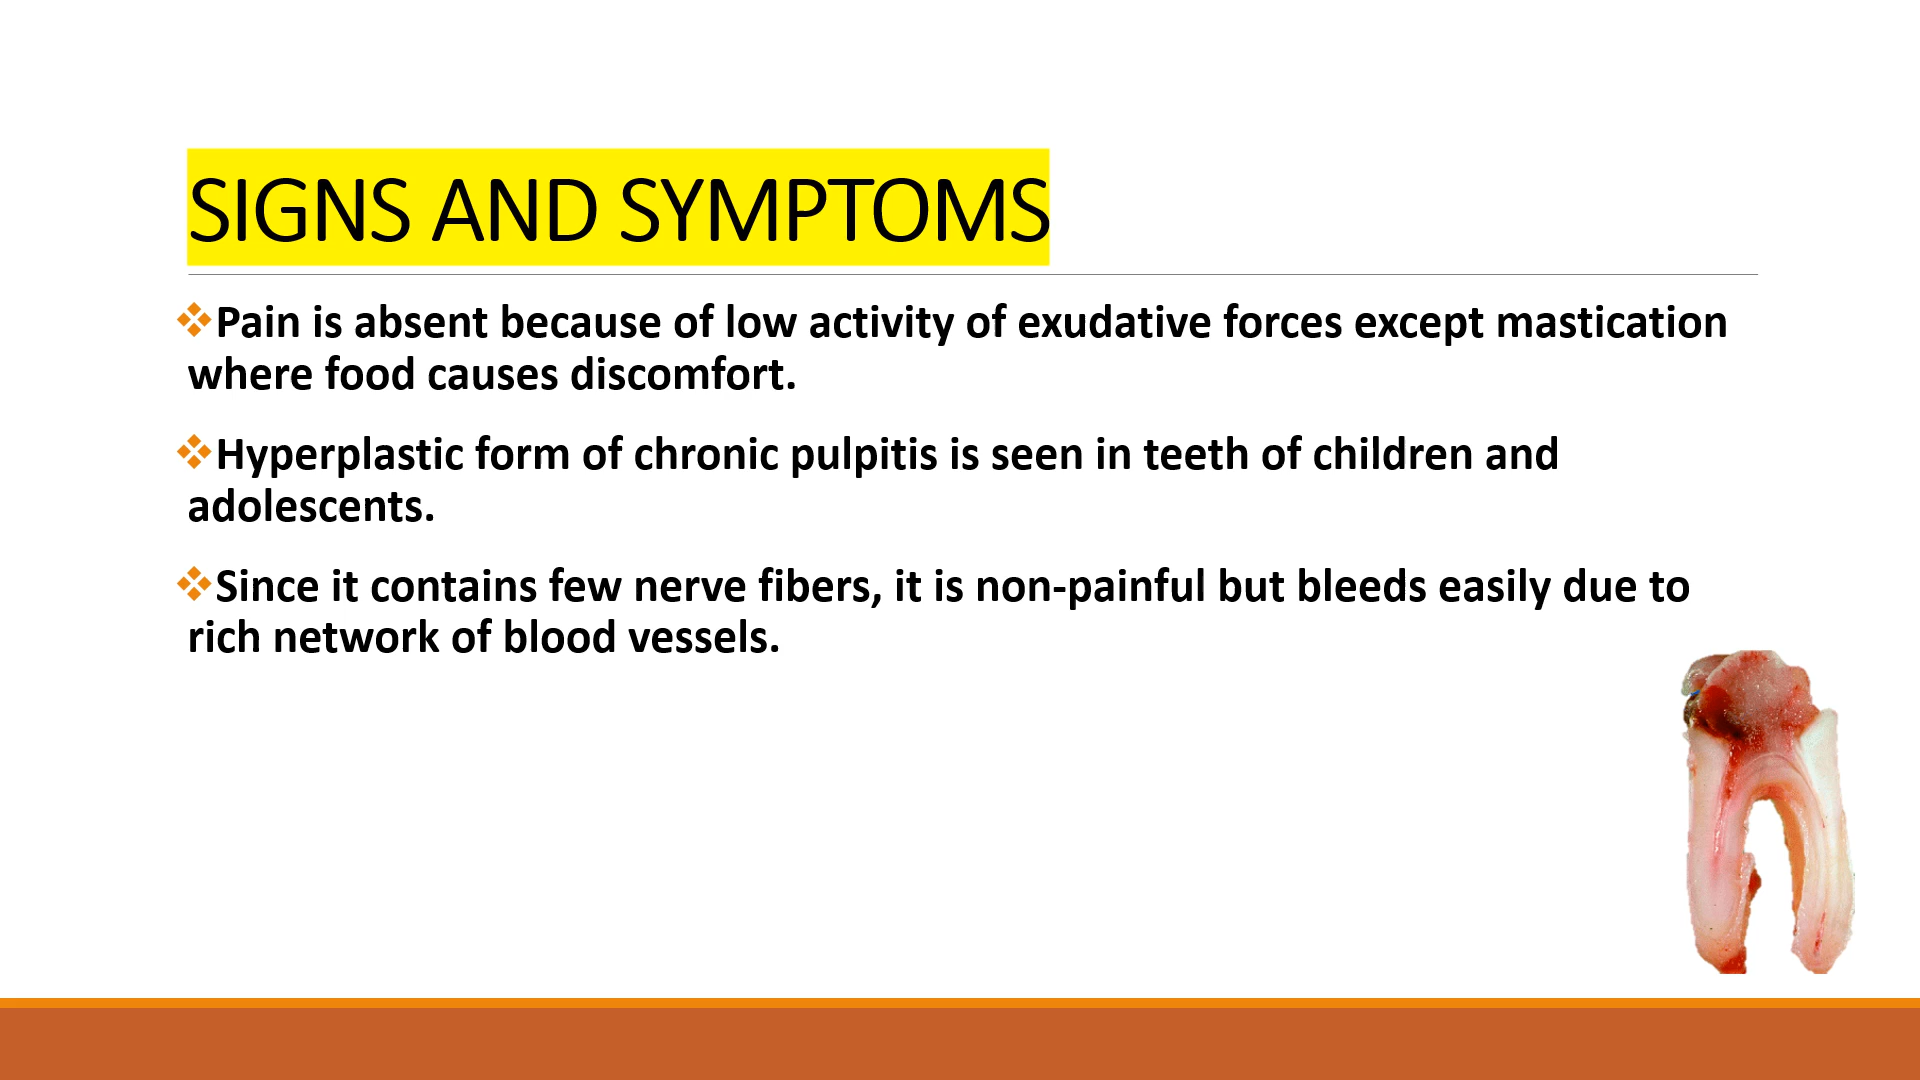 SIGNS AND SYMPTOMS
❖Pain is absent because of low activity of exudative forces except mastication
where food causes discomfort.
❖Hyperplastic form of chronic pulpitis is seen in teeth of children and
adolescents.
❖Since it contains few nerve fibers, it is non-painful but bleeds easily due to
rich network of blood vessels.